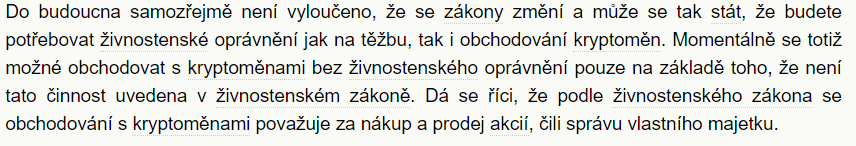 Do budoucna samozřejmě není vyloučeno, že se zákony změní a může se tak stát, že budete
potřebovat živnostenské oprávnění jak na těžbu, tak i obchodování kryptoměn. Momentálně se totiž
možné obchodovat s kryptoměnami bez živnostenského oprávnění pouze na základě toho, že není
tato činnost uvedena v živnostenském zákoně. Dá se říci, že podle živnostenského zákona se
obchodování s kryptoměnami považuje za nákup a prodej akcií, čili správu vlastního majetku.